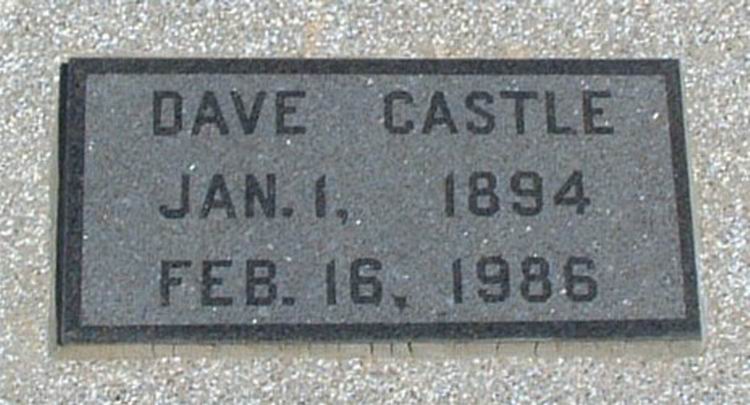 DAVE CASTLE
JAN. 1, 1894
FEB. 16, 1986